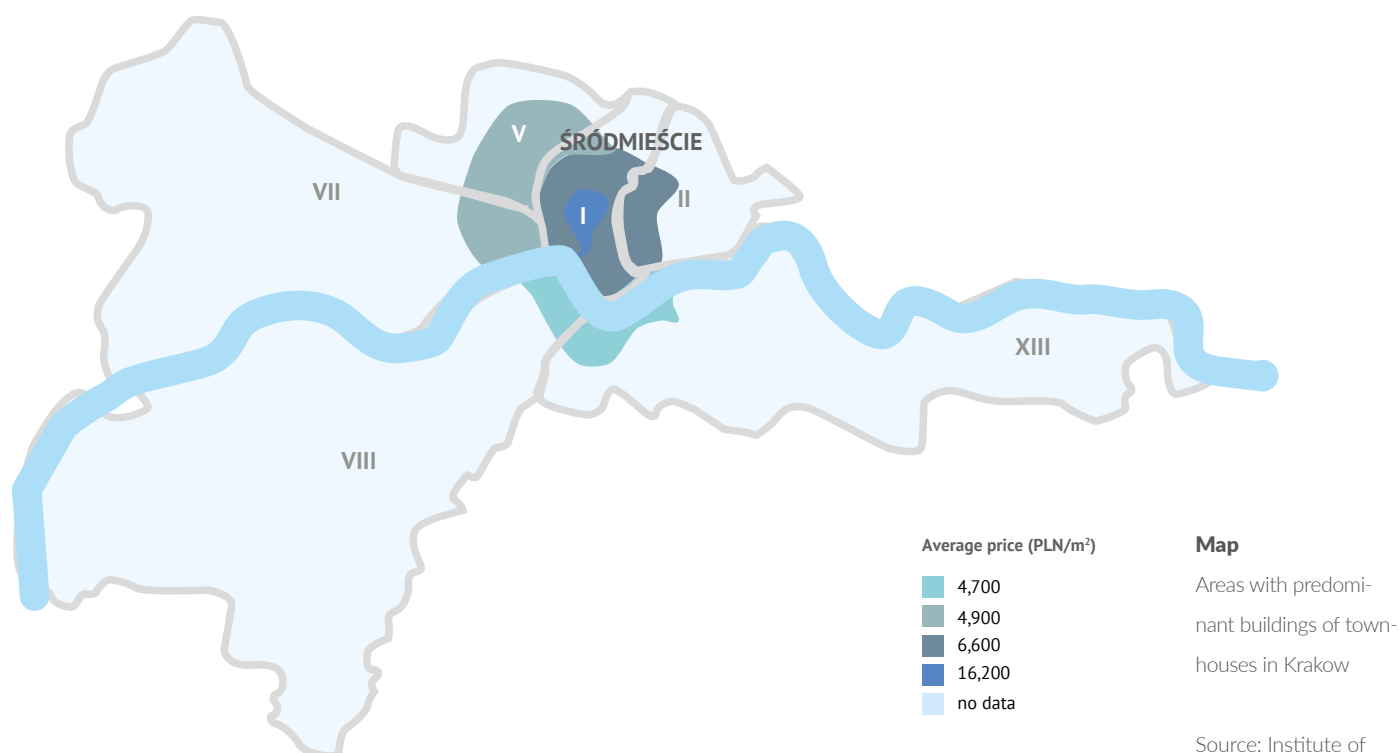 V
ŚRÓDMIEŚCIE
VII
II
I
XIII
VIII
Average price (PLN/m²)
4,700
4,900
6,600
16,200
no data
Map
Areas with predomi-
nant buildings of town-
houses in Krakow
Source: Institute of